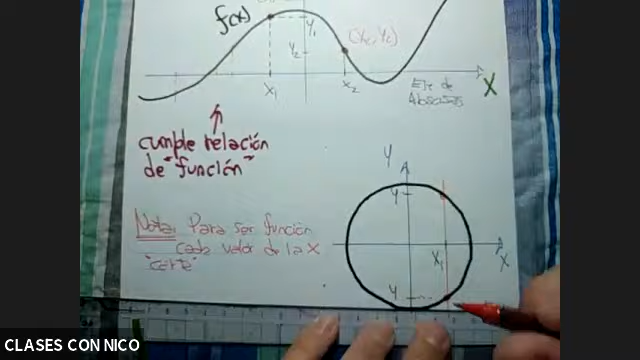 f(x)
Y₁
(X₂, Y₂)
Y₂
X₁
X₂
Eje de
Abscisas
X
cumple relación
de "función"
Nota: Para ser función
cada valor de la X
"corte"
Y
Y
X₁
X
Y
CLASES CON NICO